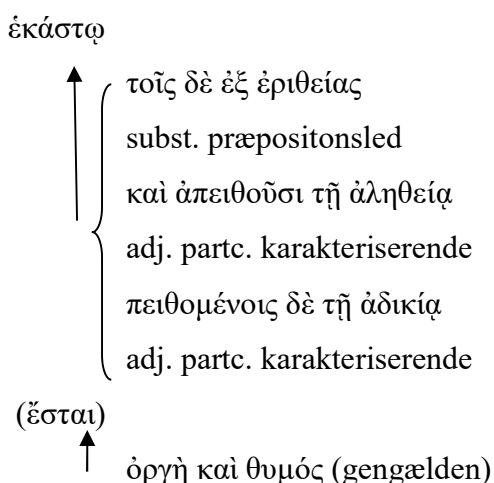 ἑκάστῳ
τοῖς δὲ ἐξ ἐριθείας
subst. præpositonsled
καὶ ἀπειθοῦσι τῇ ἀληθείᾳ
adj. partc. karakteriserende
πειθομένοις δὲ τῇ ἀδικίᾳ
adj. partc. karakteriserende
(ἔσται)
ὀργὴ καὶ θυμός (gengælden)